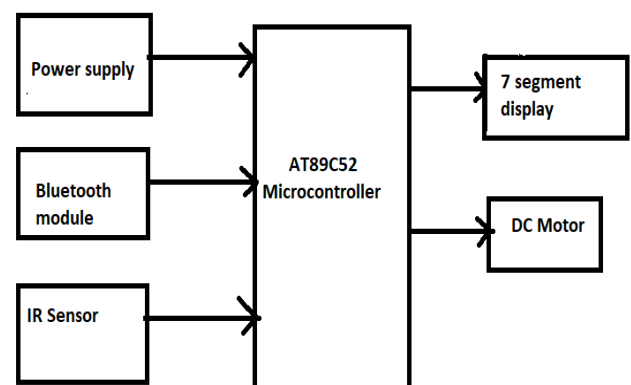 Power supply
Bluetooth
module
IR Sensor
AT89C52
Microcontroller
7 segment
display
DC Motor